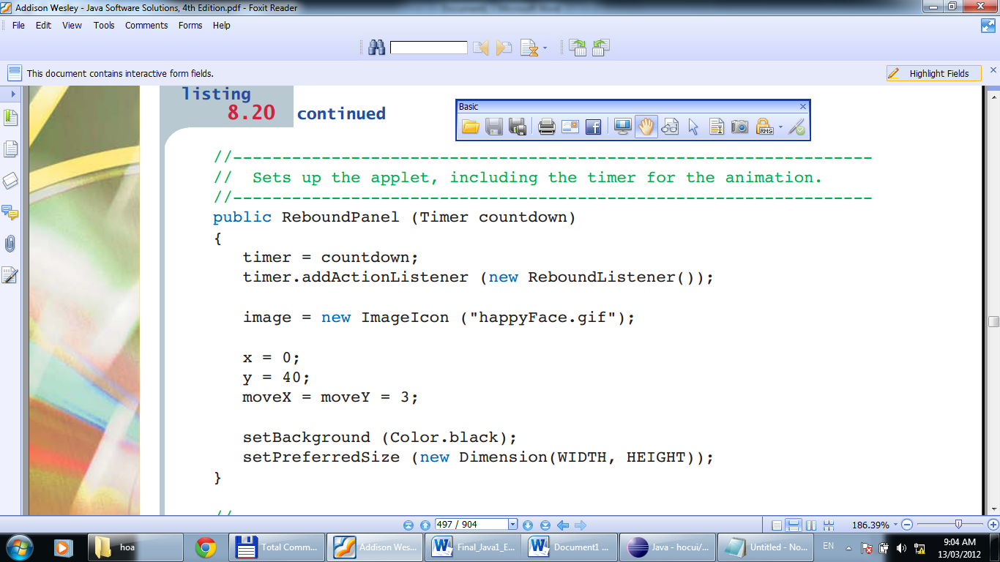 Addison Wesley - Java Software Solutions, 4th Edition.pdf - Foxit Reader
File Edit View Tools Comments Forms Help
This document contains interactive form fields.
Highlight Fields
listing
8.20 continued
Basic
RMS
//-----------------------------------------------------------------
// Sets up the applet, including the timer for the animation.
//-----------------------------------------------------------------
public ReboundPanel (Timer countdown)
{
timer = countdown;
timer.addActionListener (new ReboundListener());
image = new ImageIcon ("happyFace.gif");
x = 0;
y = 40;
moveX = moveY = 3;
setBackground (Color.black);
setPreferredSize (new Dimension(WIDTH, HEIGHT));
}
//
497 / 904
186.39%
hoa
Total Comm...
Addison Wes...
Final_Java1_E...
Document1 ...
Java - hocui/...
Untitled - No...
EN
9:04 AM
13/03/2012